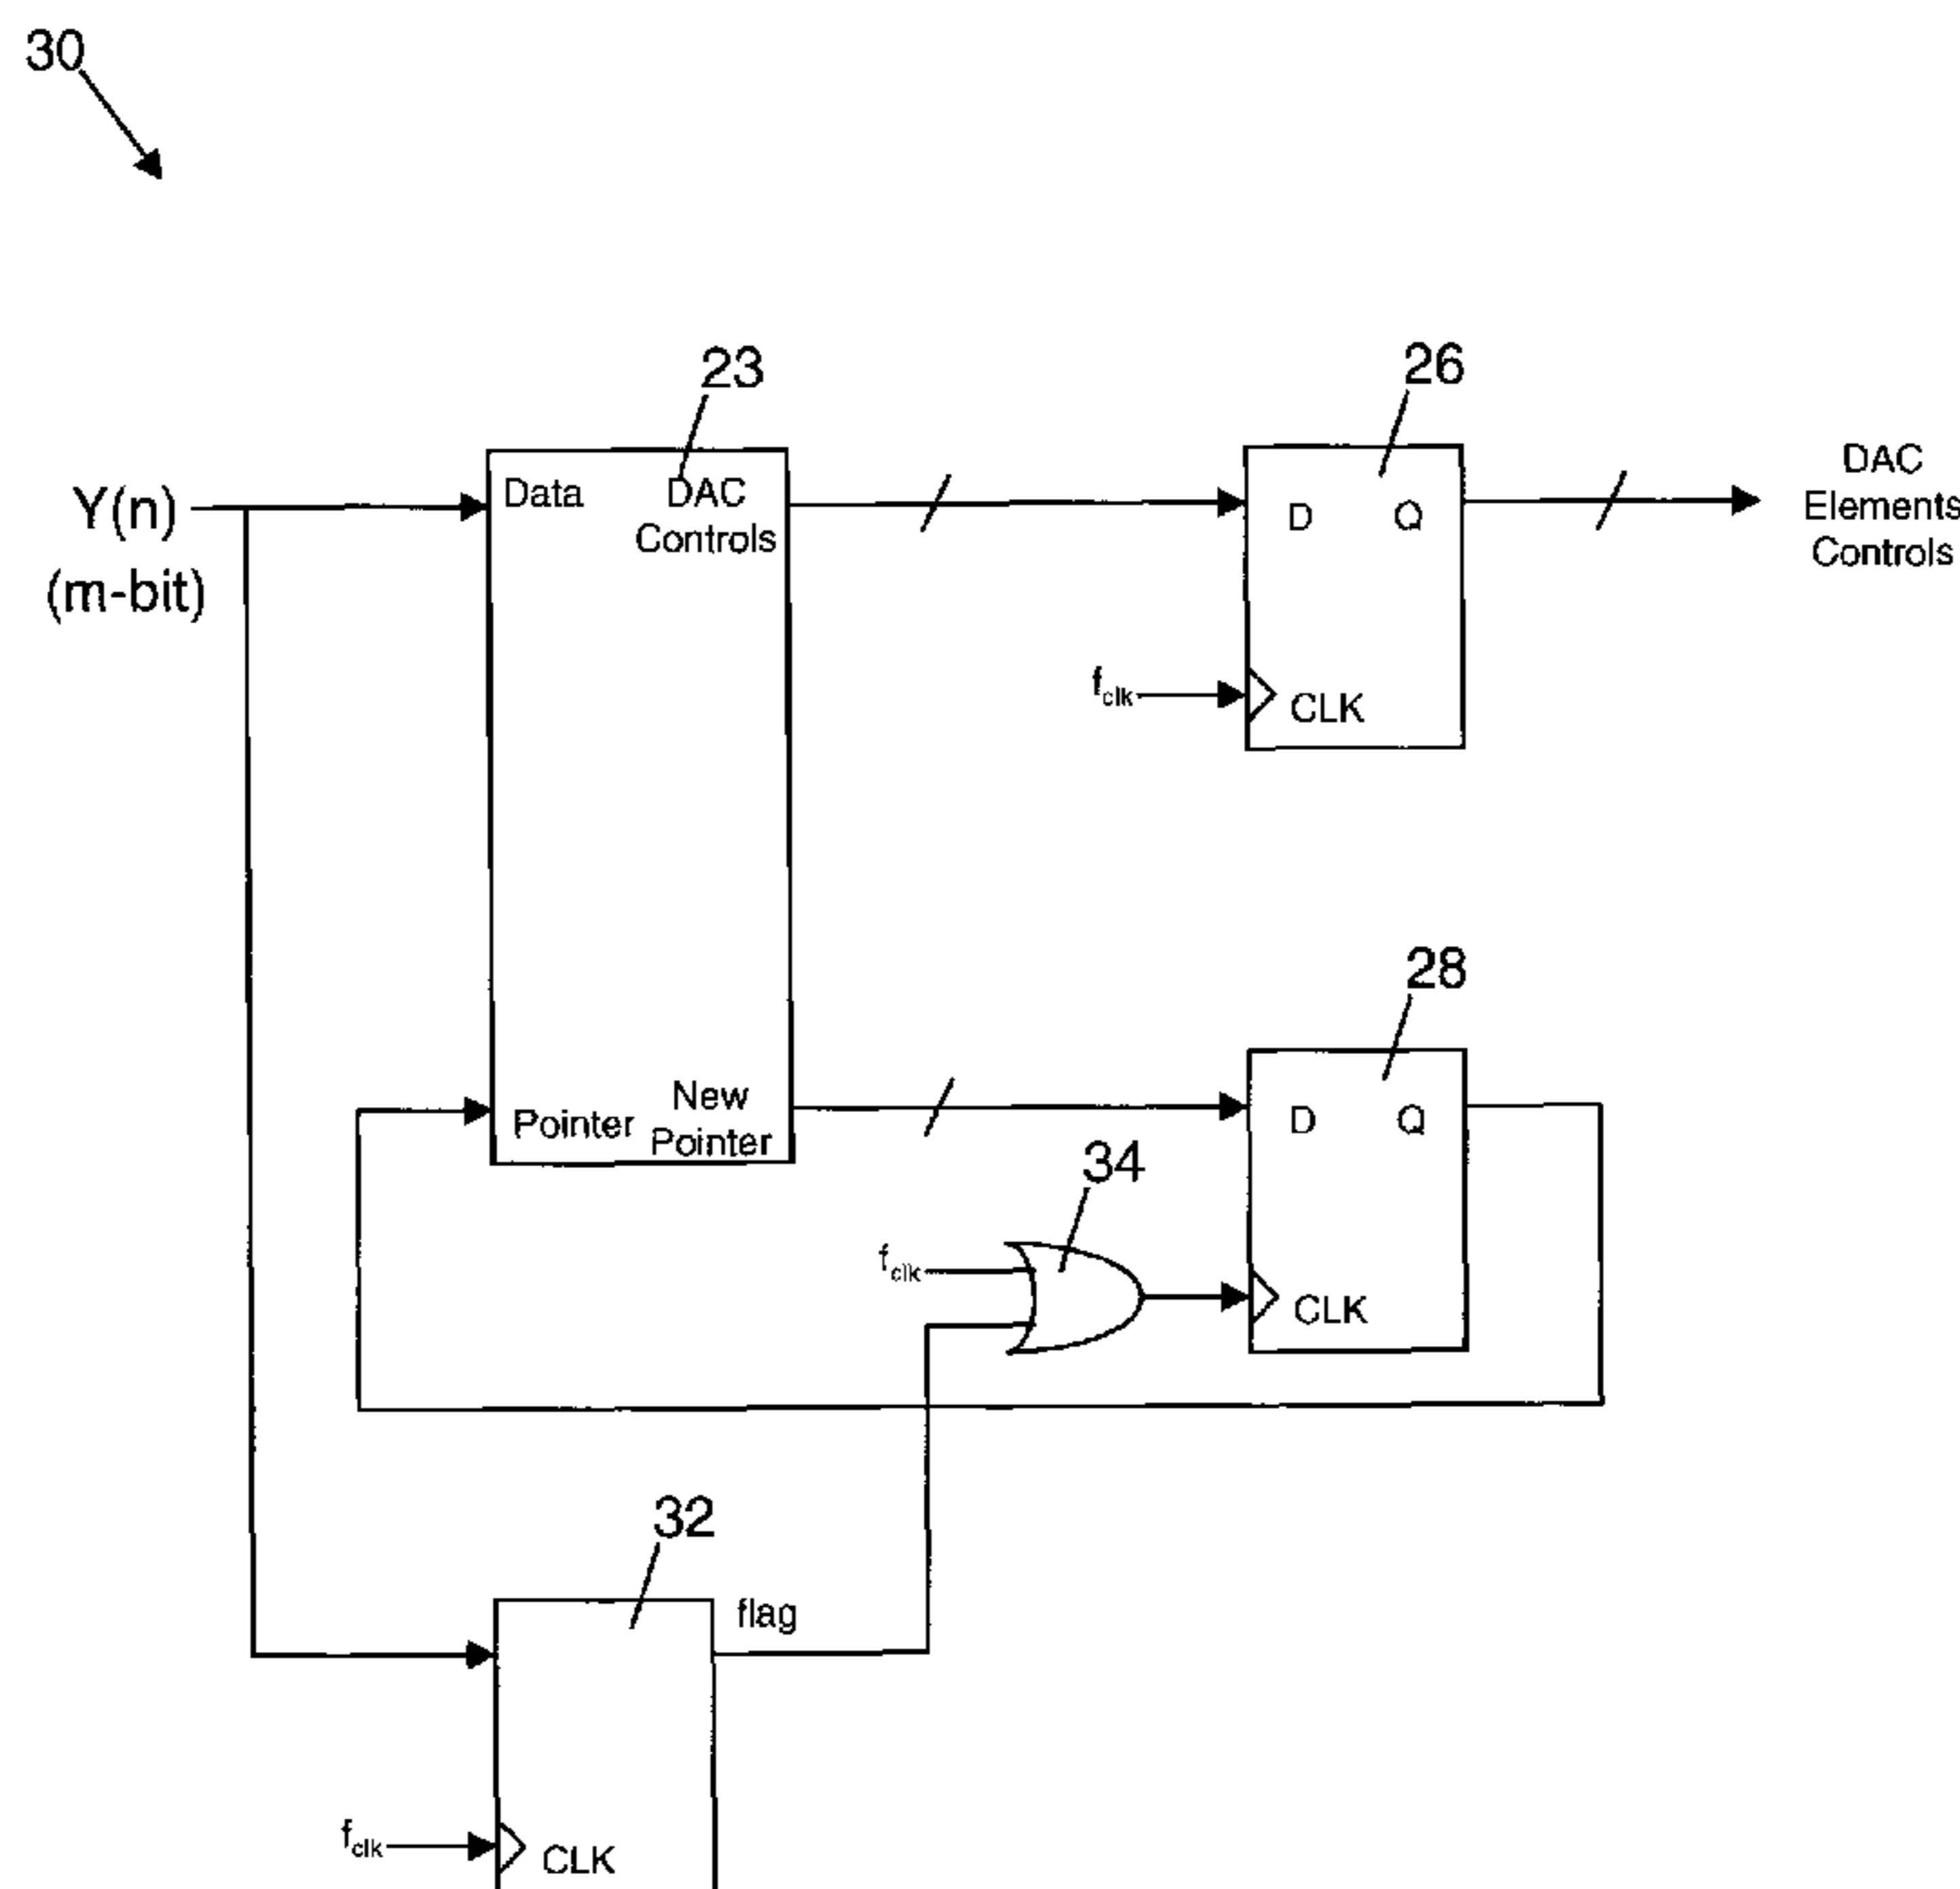 30
23
26
Y(n)
(m-bit)
Data
DAC
Controls
D
Q
f_clk
CLK
DAC
Elements
Controls
28
Pointer
New
Pointer
34
D
Q
f_clk
CLK
32
flag
f_clk
CLK